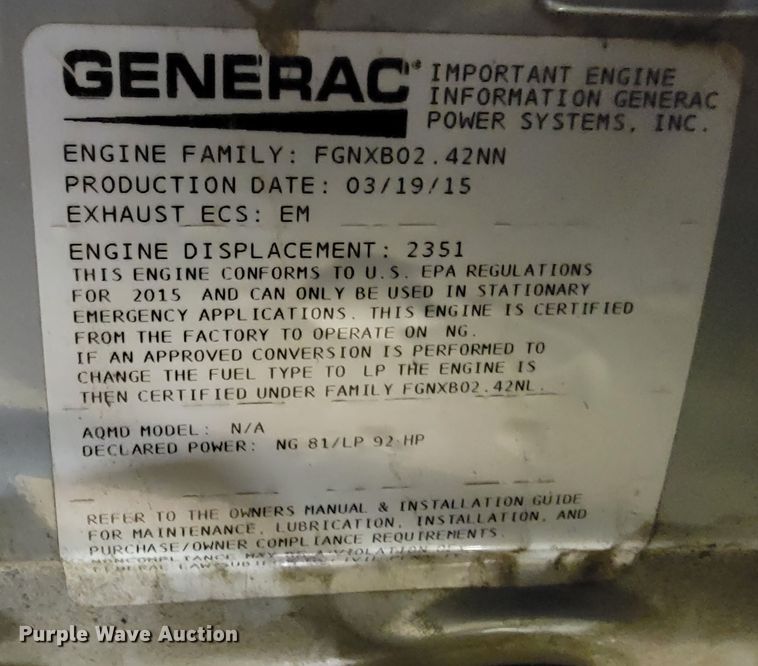 GENERAC
IMPORTANT ENGINE
INFORMATION GENERAC
POWER SYSTEMS, INC.
ENGINE FAMILY: FGNXB02.42NN
PRODUCTION DATE: 03/19/15
EXHAUST ECS: EM
ENGINE DISPLACEMENT: 2351
THIS ENGINE CONFORMS TO U.S. EPA REGULATIONS
FOR 2015 AND CAN ONLY BE USED IN STATIONARY
EMERGENCY APPLICATIONS. THIS ENGINE IS CERTIFIED
FROM THE FACTORY TO OPERATE ON NG.
IF AN APPROVED CONVERSION IS PERFORMED TO
CHANGE THE FUEL TYPE TO LP THE ENGINE IS
THEN CERTIFIED UNDER FAMILY FGNXB02.42NL.
AQMD MODEL: N/A
DECLARED POWER: NG 81/LP 92 HP
REFER TO THE OWNERS MANUAL & INSTALLATION GUIDE
FOR MAINTENANCE, LUBRICATION, INSTALLATION, AND
PURCHASE/OWNER COMPLIANCE REQUIREMENTS.
NONCOMPLIANCE MAY
FEDERAL LAW
Purple Wave Auction